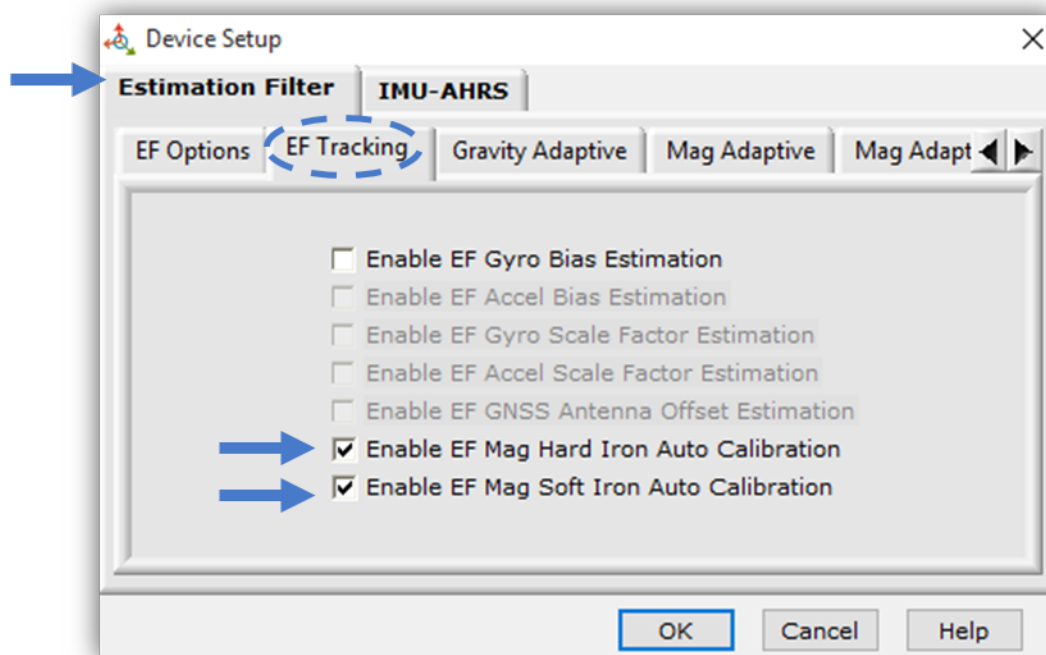 Device Setup
Estimation Filter IMU-AHRS
EF Options EF Tracking Gravity Adaptive Mag Adaptive Mag Adapt
Enable EF Gyro Bias Estimation
Enable EF Accel Bias Estimation
Enable EF Gyro Scale Factor Estimation
Enable EF Accel Scale Factor Estimation
Enable EF GNSS Antenna Offset Estimation
Enable EF Mag Hard Iron Auto Calibration
Enable EF Mag Soft Iron Auto Calibration
OK Cancel Help